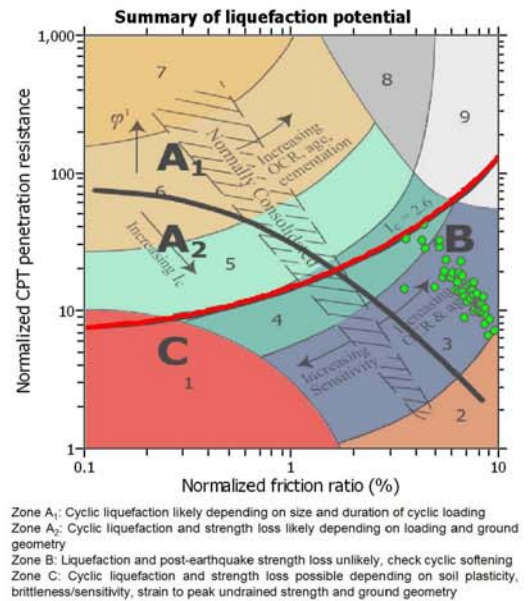 Summary of liquefaction potential
1,000
7
8
9
φ'
Normally Consolidated
Increasing
OCR, age,
cementation
A1
100
6
Ic = 2.6
A2
B
Increasing Ic
5
Normalized CPT penetration resistance
10
4
Increasing
OCR & age
C
3
Increasing
Sensitivity
1
2
1
0.1
1
10
Normalized friction ratio (%)
Zone A1: Cyclic liquefaction likely depending on size and duration of cyclic loading
Zone A2: Cyclic liquefaction and strength loss likely depending on loading and ground
geometry
Zone B: Liquefaction and post-earthquake strength loss unlikely, check cyclic softening
Zone C: Cyclic liquefaction and strength loss possible depending on soil plasticity,
brittleness/sensitivity, strain to peak undrained strength and ground geometry